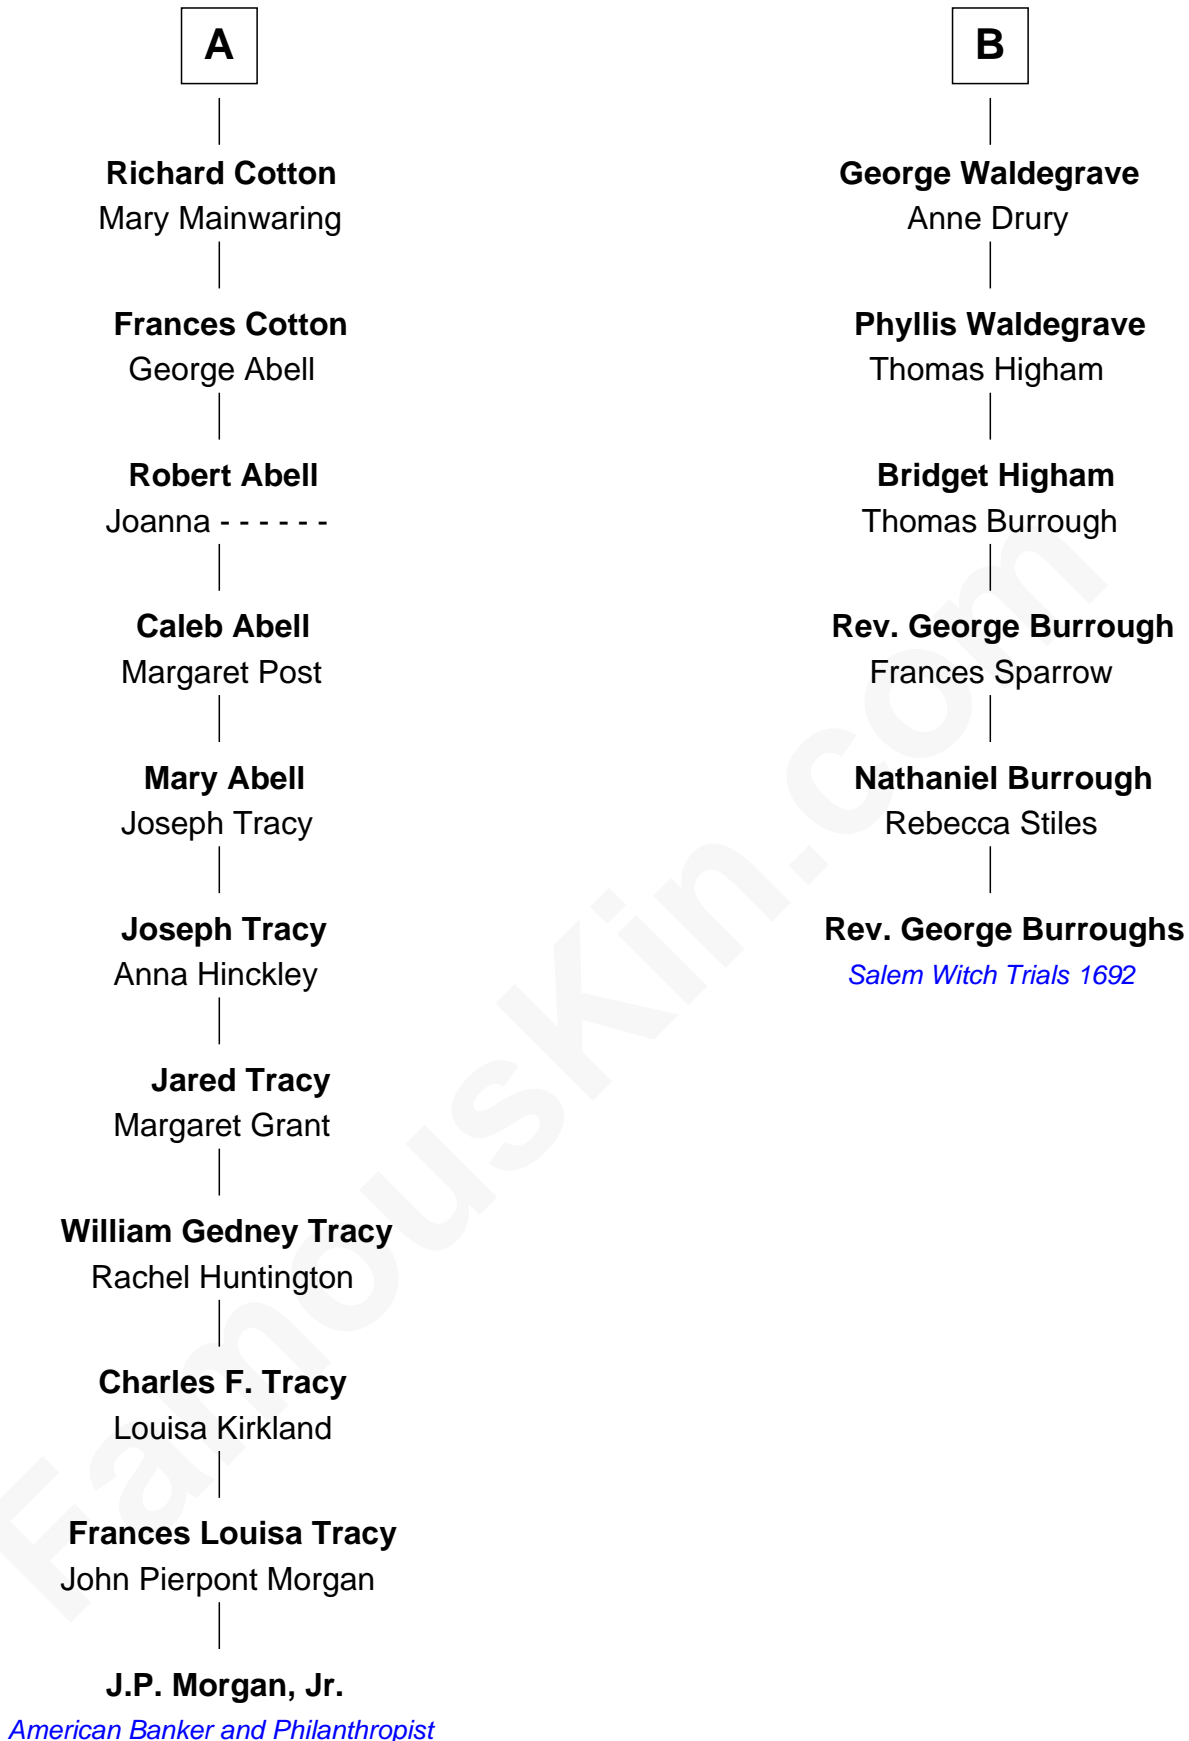 A
Richard Cotton
Mary Mainwaring
Frances Cotton
George Abell
Robert Abell
Joanna - - - - - -
Caleb Abell
Margaret Post
Mary Abell
Joseph Tracy
Joseph Tracy
Anna Hinckley
Jared Tracy
Margaret Grant
William Gedney Tracy
Rachel Huntington
Charles F. Tracy
Louisa Kirkland
Frances Louisa Tracy
John Pierpont Morgan
J.P. Morgan, Jr.
American Banker and Philanthropist
B
George Waldegrave
Anne Drury
Phyllis Waldegrave
Thomas Higham
Bridget Higham
Thomas Burrough
Rev. George Burrough
Frances Sparrow
Nathaniel Burrough
Rebecca Stiles
Rev. George Burroughs
Salem Witch Trials 1692
FamousKin.com